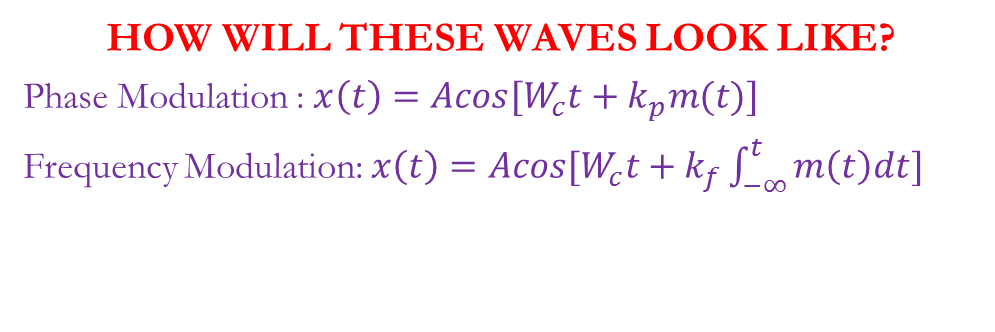 HOW WILL THESE WAVES LOOK LIKE?
Phase Modulation : x(t) = Acos[W_c t + k_p m(t)]
Frequency Modulation: x(t) = Acos[W_c t + k_f ∫_{-∞}^{t} m(t)dt]